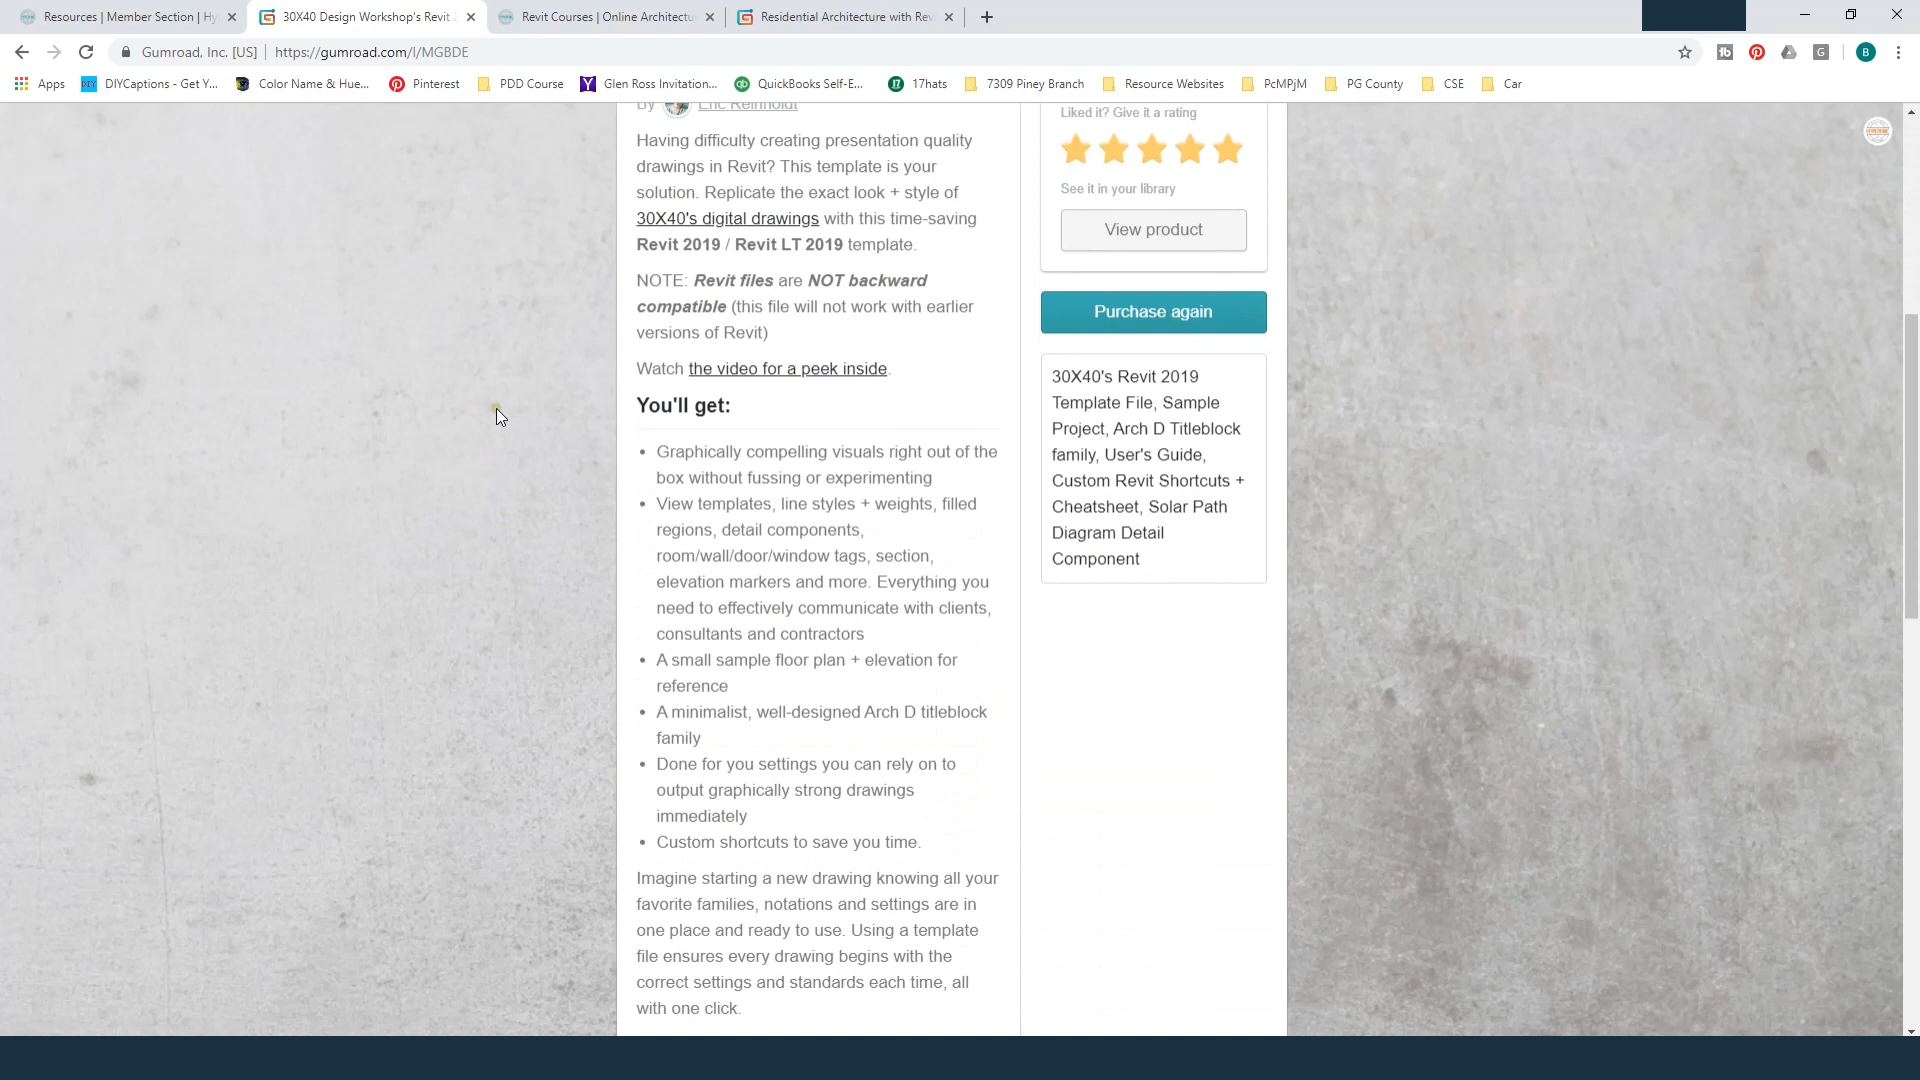 Resources | Member Section | Hy
30X40 Design Workshop's Revit 2
Revit Courses | Online Architectu
Residential Architecture with Rev
Gumroad, Inc. [US]
https://gumroad.com/l/MGBDE
B
Apps
DIY
DIYCaptions - Get Y...
Color Name & Hue...
Pinterest
PDD Course
Glen Ross Invitation...
QuickBooks Self-E...
17hats
7309 Piney Branch
Resource Websites
PcMPjM
PG County
CSE
Car
By Eric Reinholdt
Having difficulty creating presentation quality
drawings in Revit? This template is your
solution. Replicate the exact look + style of
30X40's digital drawings with this time-saving
Revit 2019 / Revit LT 2019 template.
NOTE: Revit files are NOT backward
compatible (this file will not work with earlier
versions of Revit)
Watch the video for a peek inside.
You'll get:
• Graphically compelling visuals right out of the
box without fussing or experimenting
• View templates, line styles + weights, filled
regions, detail components,
room/wall/door/window tags, section,
elevation markers and more. Everything you
need to effectively communicate with clients,
consultants and contractors
• A small sample floor plan + elevation for
reference
• A minimalist, well-designed Arch D titleblock
family
• Done for you settings you can rely on to
output graphically strong drawings
immediately
• Custom shortcuts to save you time.
Imagine starting a new drawing knowing all your
favorite families, notations and settings are in
one place and ready to use. Using a template
file ensures every drawing begins with the
correct settings and standards each time, all
with one click.
Liked it? Give it a rating
See it in your library
View product
Purchase again
30X40's Revit 2019
Template File, Sample
Project, Arch D Titleblock
family, User's Guide,
Custom Revit Shortcuts +
Cheatsheet, Solar Path
Diagram Detail
Component